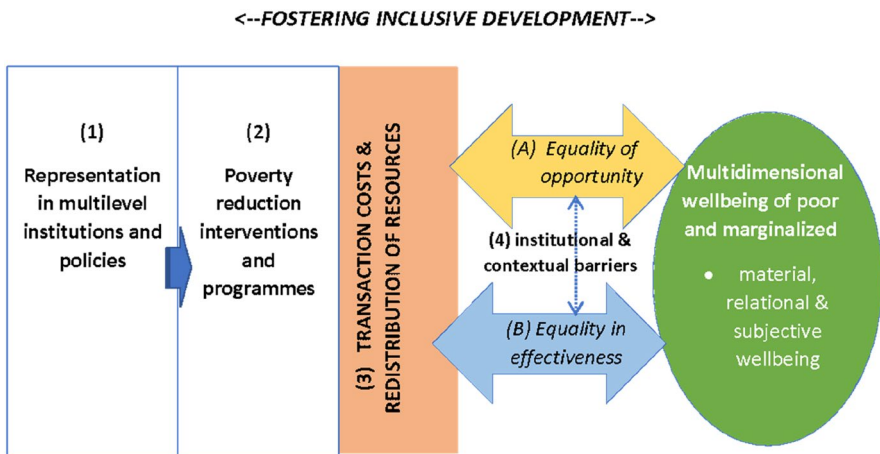 <--FOSTERING INCLUSIVE DEVELOPMENT-->
(1)
Representation
in multilevel
institutions and
policies
(2)
Poverty
reduction
interventions
and
programmes
(3) TRANSACTION COSTS &
REDISTRIBUTION OF RESOURCES
(A) Equality of
opportunity
(4) institutional &
contextual barriers
(B) Equality in
effectiveness
Multidimensional
wellbeing of poor
and marginalized
• material,
relational &
subjective
wellbeing